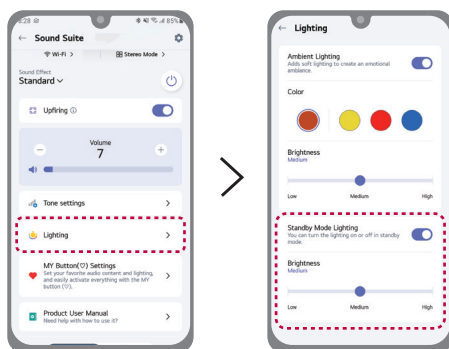 3:28
85%
← Sound Suite
Wi-Fi > Stereo Mode >
Sound Effect
Standard
Upfiring
Volume
7
Tone settings >
Lighting >
MY Button(♡) Settings
Set your favorite audio content and lighting,
and easily activate everything with the MY
button (♡).
Product User Manual
Need help with how to use it?
← Lighting
Ambient Lighting
Adds soft lighting to create an emotional
ambiance.
Color
Brightness
Medium
Low Medium High
Standby Mode Lighting
You can turn the lighting on or off in standby
mode.
Brightness
Medium
Low Medium High